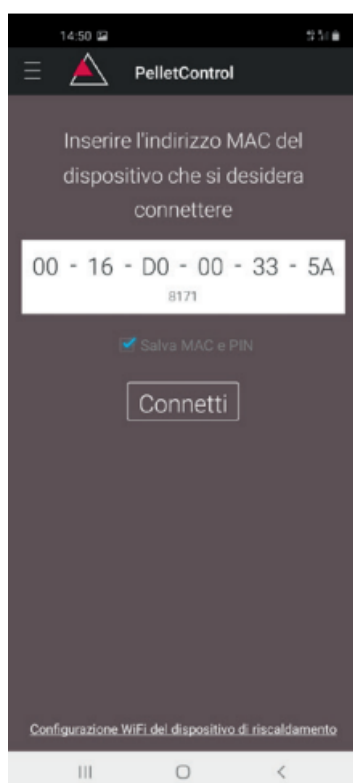 14:50
PelletControl
Inserire l'indirizzo MAC del
dispositivo che si desidera
connettere
00 - 16 - D0 - 00 - 33 - 5A
8171
Salva MAC e PIN
Connetti
Configurazione WiFi del dispositivo di riscaldamento